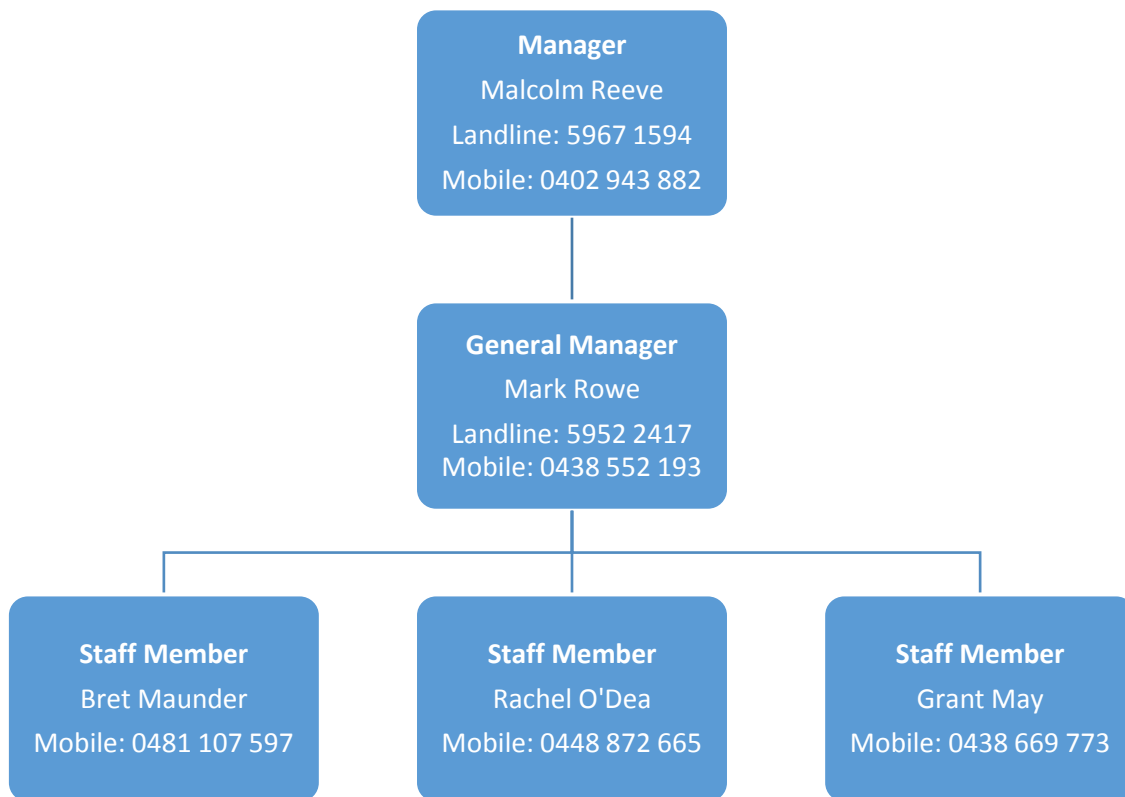 Manager
Malcolm Reeve
Landline: 5967 1594
Mobile: 0402 943 882
General Manager
Mark Rowe
Landline: 5952 2417
Mobile: 0438 552 193
Staff Member
Bret Maunder
Mobile: 0481 107 597
Staff Member
Rachel O'Dea
Mobile: 0448 872 665
Staff Member
Grant May
Mobile: 0438 669 773